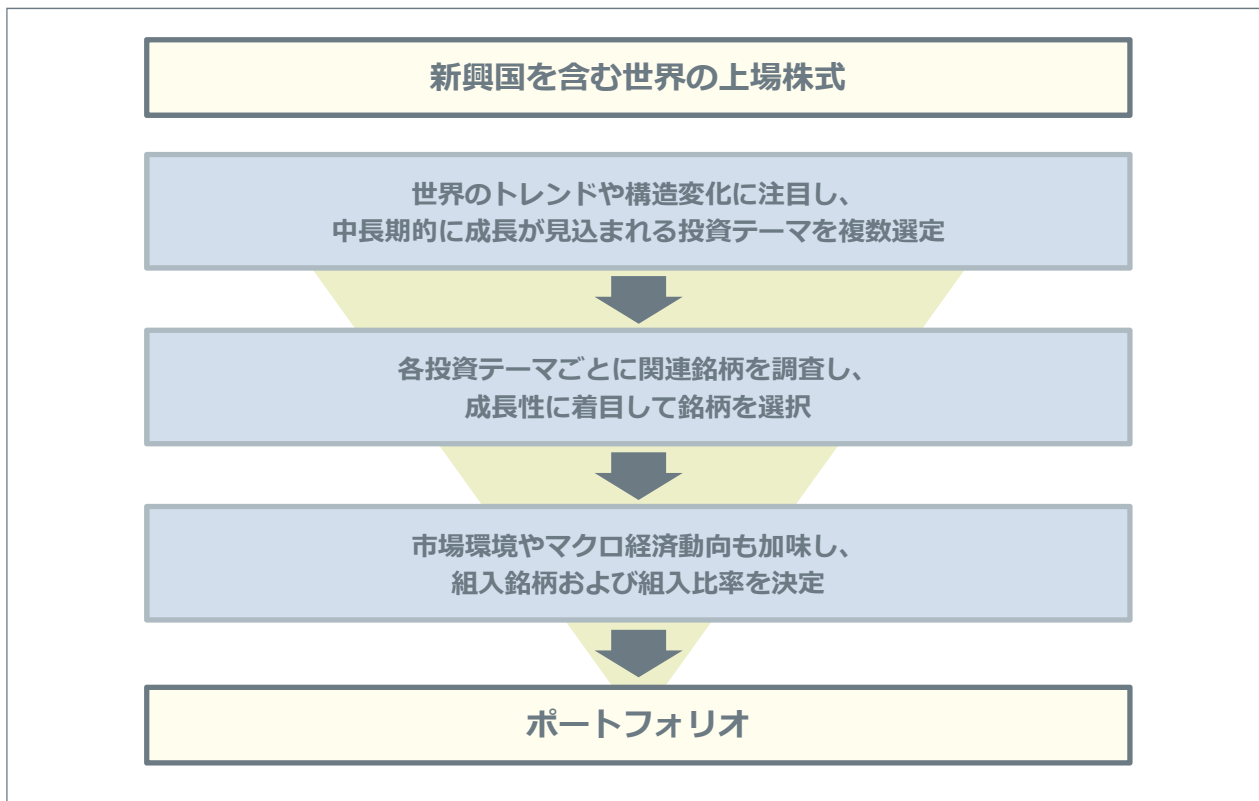 新興国を含む世界の上場株式
世界のトレンドや構造変化に注目し、
中長期的に成長が見込まれる投資テーマを複数選定
各投資テーマごとに関連銘柄を調査し、
成長性に着目して銘柄を選択
市場環境やマクロ経済動向も加味し、
組入銘柄および組入比率を決定
ポートフォリオ